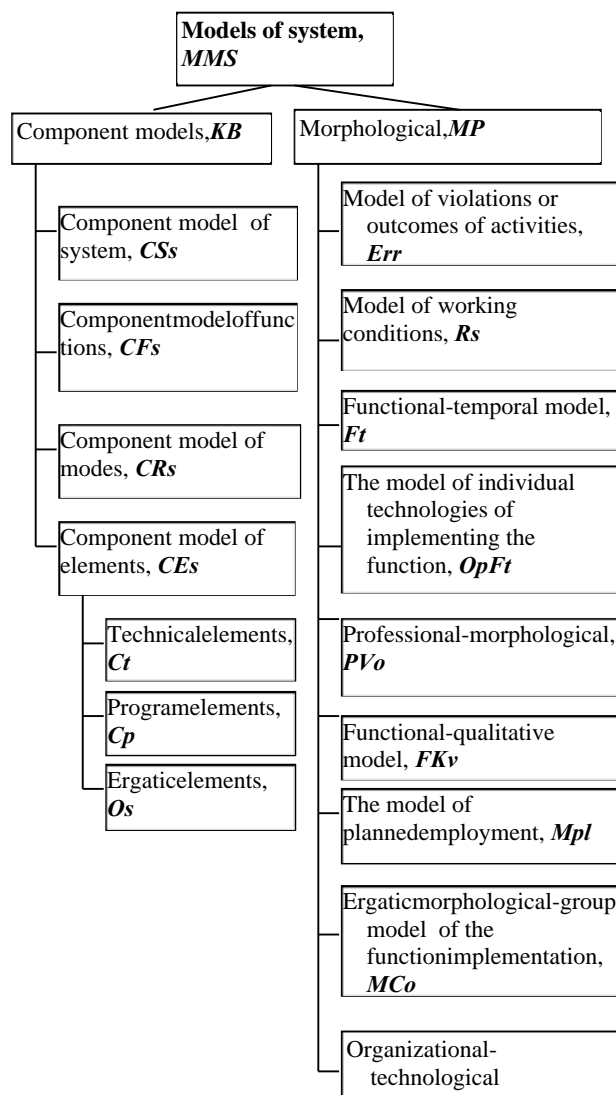 Models of system,
MMS
Component models,KB
Component model of
system, CSs
Componentmodeloffunc
tions, CFs
Component model of
modes, CRs
Component model of
elements, CEs
Technicalelements,
Ct
Programelements,
Cp
Ergaticelements,
Os
Morphological,MP
Model of violations or
outcomes of activities,
Err
Model of working
conditions, Rs
Functional-temporal model,
Ft
The model of individual
technologies of
implementing the
function, OpFt
Professional-morphological,
PVo
Functional-qualitative
model, FKv
The model of
plannedemployment, Mpl
Ergaticmorphological-group
model of the
functionimplementation,
MCo
Organizational-
technological